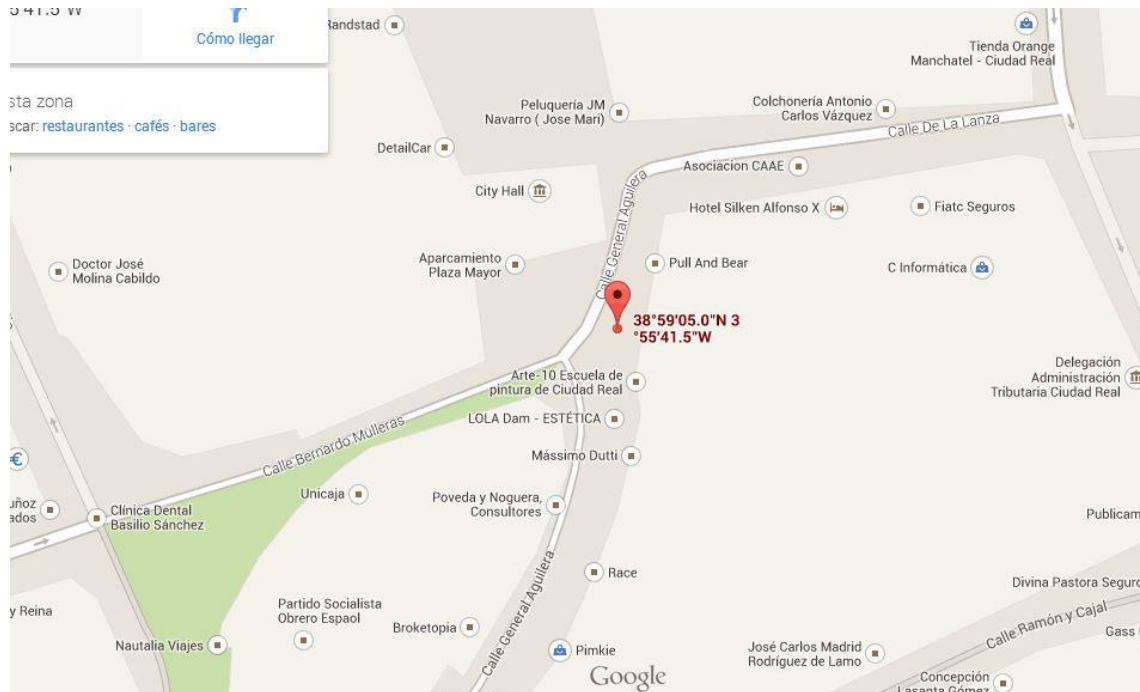 5'41.5"W
Cómo llegar
sta zona
scar: restaurantes · cafés · bares
Randstad
Tienda Orange
Manchatel - Ciudad Real
Peluquería JM
Navarro ( Jose Mari)
Colchonería Antonio
Carlos Vázquez
Calle De La Lanza
DetailCar
Asociacion CAAE
City Hall
Calle General Aguilera
Hotel Silken Alfonso X
Fiatc Seguros
Doctor José
Molina Cabildo
Aparcamiento
Plaza Mayor
Pull And Bear
C Informática
38°59'05.0"N 3
°55'41.5"W
Arte-10 Escuela de
pintura de Ciudad Real
Delegación
Administración
Tributaria Ciudad Real
LOLA Dam - ESTÉTICA
Calle Bernardo Mulleras
Mássimo Dutti
€
Unicaja
Poveda y Noguera,
Consultores
uñoz
ados
Clínica Dental
Basilio Sánchez
Publicam
Race
Divina Pastora Seguro
y Reina
Partido Socialista
Obrero Espaol
Broketopia
Calle General Aguilera
Calle Ramón y Cajal
Gass
Nautalia Viajes
Pimkie
José Carlos Madrid
Rodríguez de Lamo
Google
Concepción
Lasanta Gómez